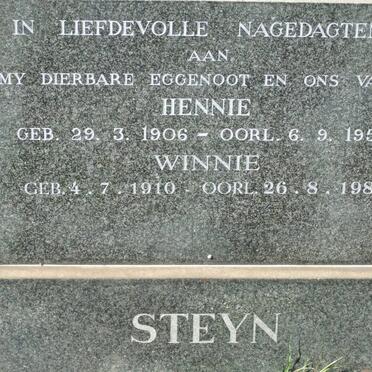 IN LIEFDEVOLLE NAGEDAGTE
AAN
MY DIERBARE EGGENOOT EN ONS
HENNIE
GEB. 29. 3. 1906 - OORL. 6. 9.
WINNIE
GEB. 4. 7. 1910 - OORL. 26. 8.
STEYN